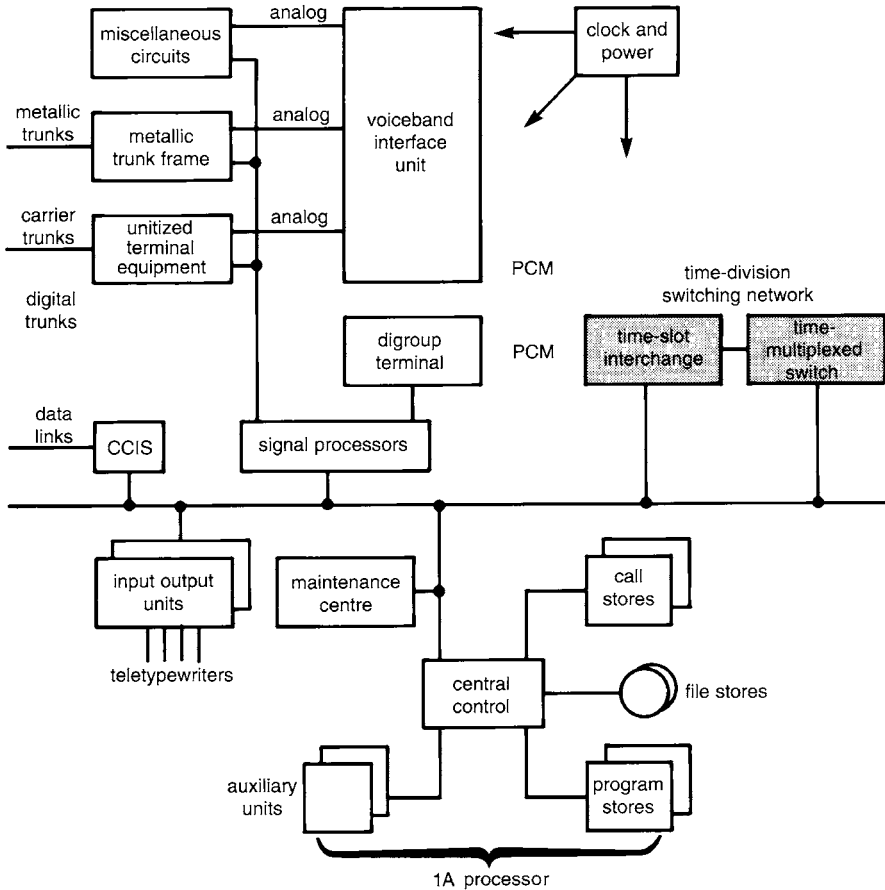 miscellaneous
circuits
analog
clock and
power
metallic
trunks
metallic
trunk frame
analog
voiceband
interface
unit
carrier
trunks
unitized
terminal
equipment
analog
PCM
digital
trunks
time-division
switching network
digroup
terminal
PCM
time-slot
interchange
time-
multiplexed
switch
data
links
CCIS
signal processors
input output
units
teletypewriters
maintenance
centre
call
stores
central
control
file stores
auxiliary
units
program
stores
1A processor